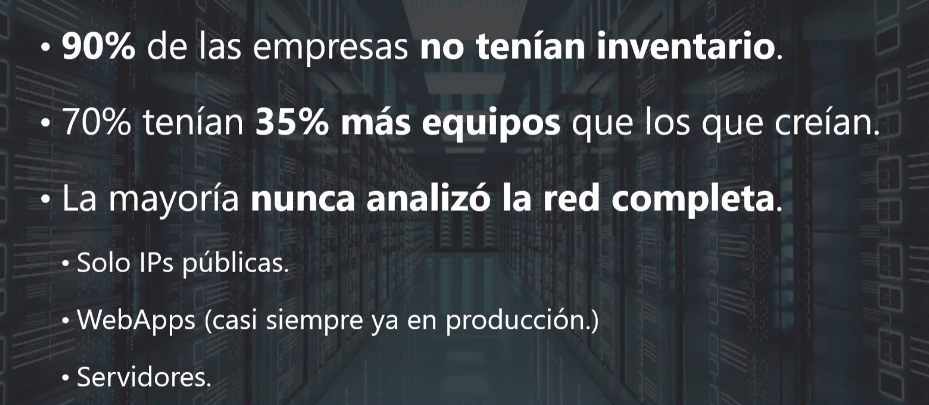 • 90% de las empresas no tenían inventario.
• 70% tenían 35% más equipos que los que creían.
• La mayoría nunca analizó la red completa.
• Solo IPs públicas.
• WebApps (casi siempre ya en producción.)
• Servidores.